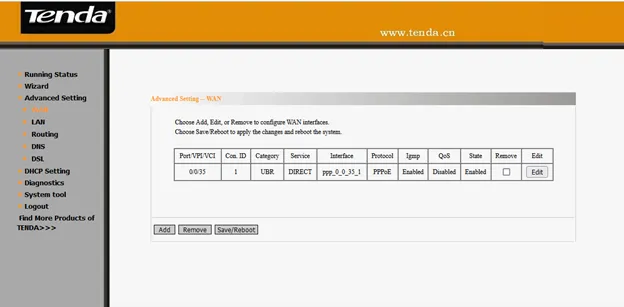 Tenda
www.tenda.cn
Running Status
Wizard
Advanced Setting
WAN
LAN
Routing
DNS
DSL
DHCP Setting
Diagnostics
System tool
Logout
Find More Products of
TENDA>>>
Advanced Setting -- WAN
Choose Add, Edit, or Remove to configure WAN interfaces.
Choose Save/Reboot to apply the changes and reboot the system.
Port/VPI/VCI Con. ID Category Service Interface Protocol Igmp QoS State Remove Edit
0/0/35 1 UBR DIRECT ppp_0_0_35_1 PPPoE Enabled Disabled Enabled Edit
Add Remove Save/Reboot